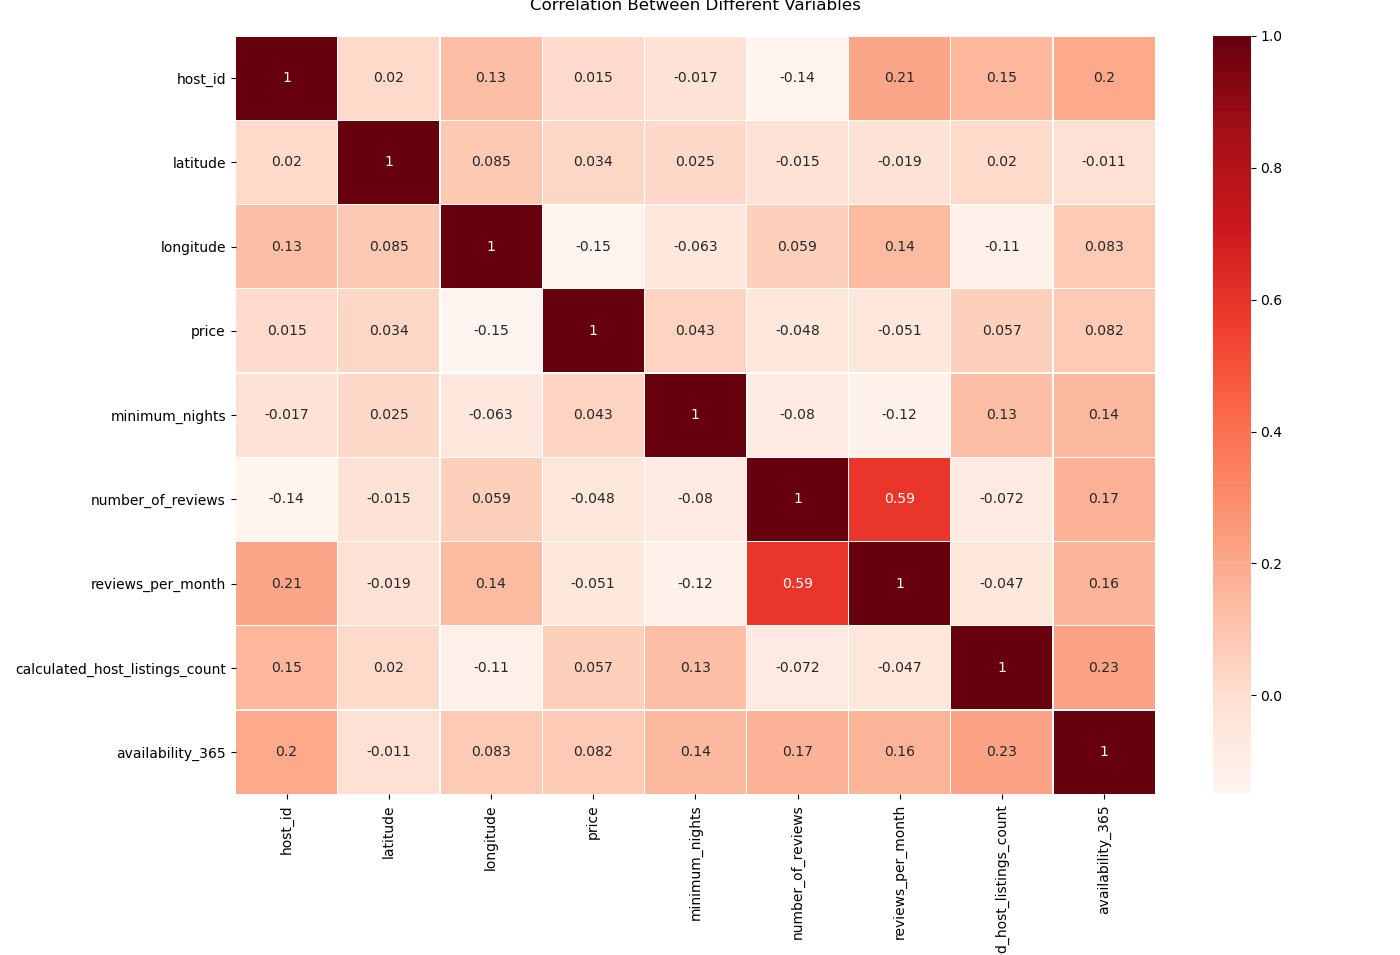 Correlation Between Different Variables
host_id 1 0.02 0.13 0.015 -0.017 -0.14 0.21 0.15 0.2
latitude 0.02 1 0.085 0.034 0.025 -0.015 -0.019 0.02 -0.011
longitude 0.13 0.085 1 -0.15 -0.063 0.059 0.14 -0.11 0.083
price 0.015 0.034 -0.15 1 0.043 -0.048 -0.051 0.057 0.082
minimum_nights -0.017 0.025 -0.063 0.043 1 -0.08 -0.12 0.13 0.14
number_of_reviews -0.14 -0.015 0.059 -0.048 -0.08 1 0.59 -0.072 0.17
reviews_per_month 0.21 -0.019 0.14 -0.051 -0.12 0.59 1 -0.047 0.16
calculated_host_listings_count 0.15 0.02 -0.11 0.057 0.13 -0.072 -0.047 1 0.23
availability_365 0.2 -0.011 0.083 0.082 0.14 0.17 0.16 0.23 1
host_id
latitude
longitude
price
minimum_nights
number_of_reviews
reviews_per_month
d_host_listings_count
availability_365
1.0
0.8
0.6
0.4
0.2
0.0